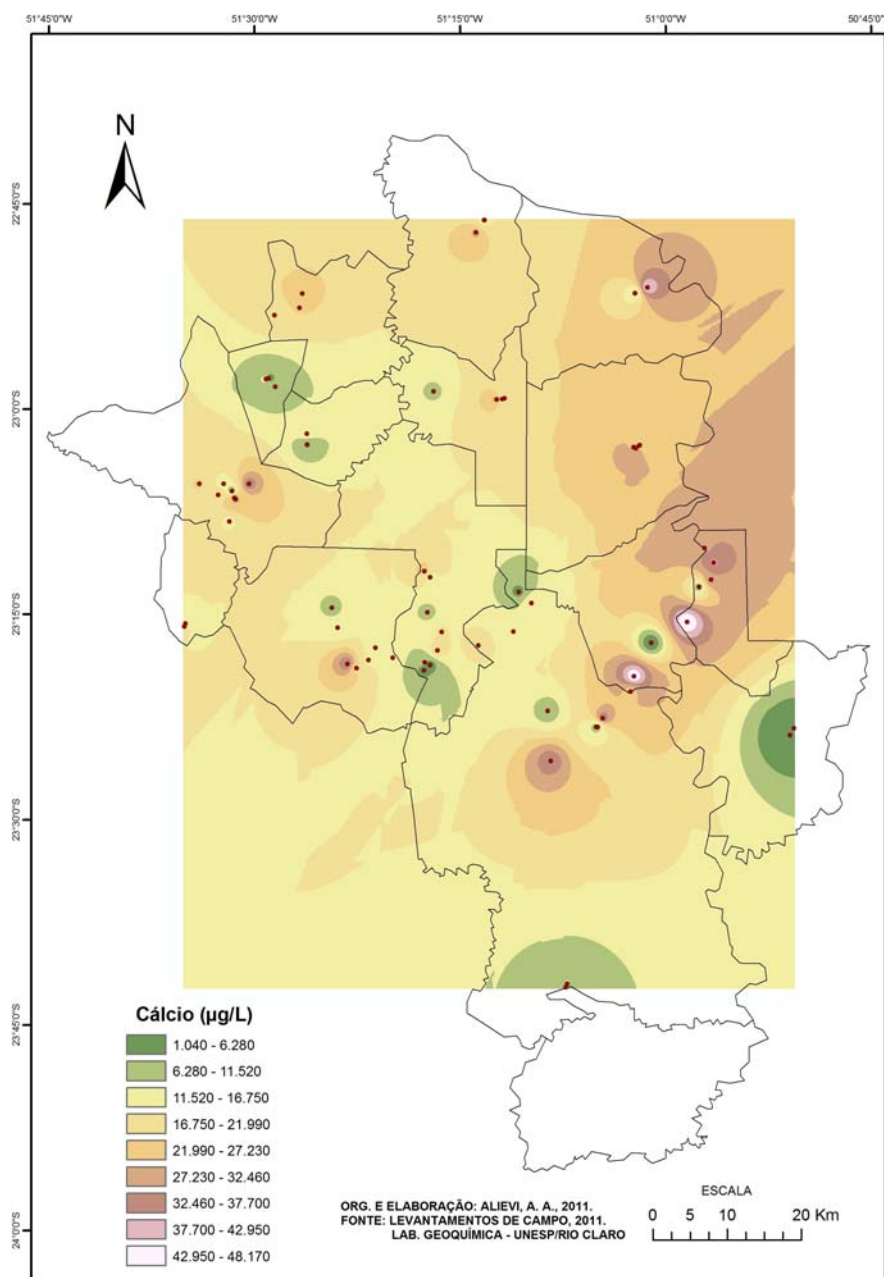 51°45'0"W
51°30'0"W
51°15'0"W
51°0'0"W
50°45'0"W
N
22°45'0"S
23°0'0"S
23°15'0"S
23°30'0"S
23°45'0"S
24°0'0"S
Cálcio (µg/L)
1.040 - 6.280
6.280 - 11.520
11.520 - 16.750
16.750 - 21.990
21.990 - 27.230
27.230 - 32.460
32.460 - 37.700
37.700 - 42.950
42.950 - 48.170
ORG. E ELABORAÇÃO: ALIEVI, A. A., 2011.
FONTE: LEVANTAMENTOS DE CAMPO, 2011.
LAB. GEOQUÍMICA - UNESP/RIO CLARO
ESCALA
0 5 10 20 Km